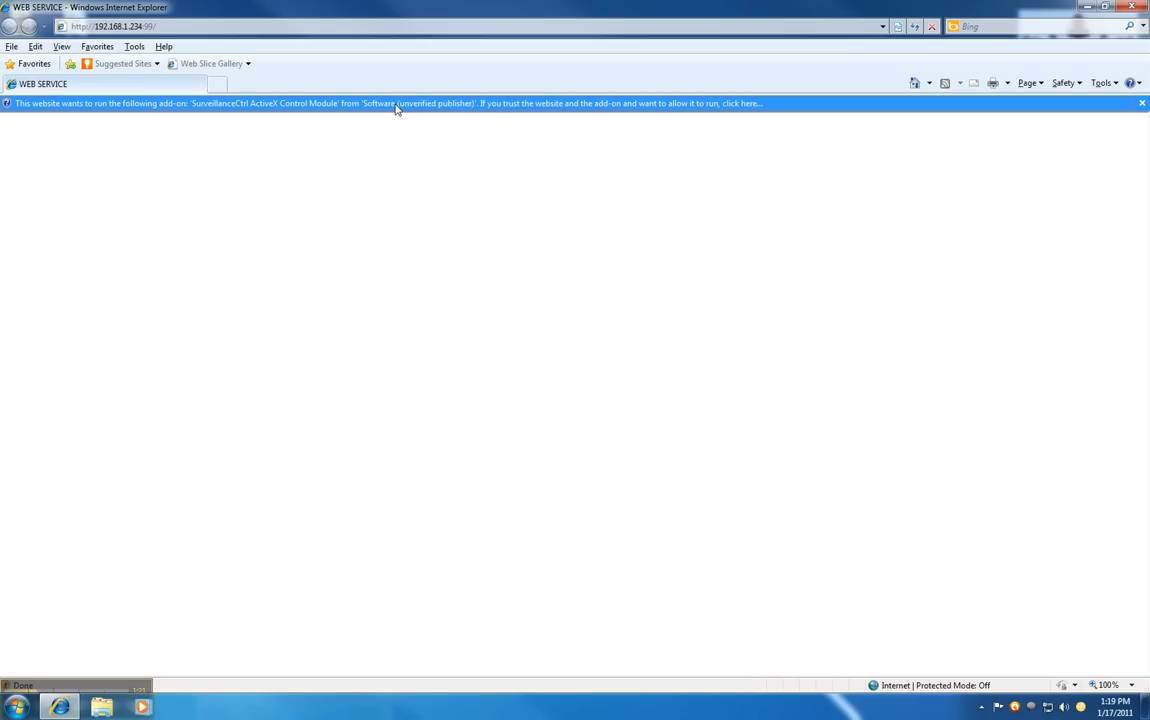 WEB SERVICE - Windows Internet Explorer
http://192.168.1.234:99/
Bing
File Edit View Favorites Tools Help
Favorites Suggested Sites Web Slice Gallery
WEB SERVICE
Page Safety Tools
This website wants to run the following add-on: 'SurveillanceCtrl ActiveX Control Module' from 'Software (unverified publisher)'. If you trust the website and the add-on and want to allow it to run, click here...
Done
1:21
Internet | Protected Mode: Off
100%
1:19 PM
1/17/2011